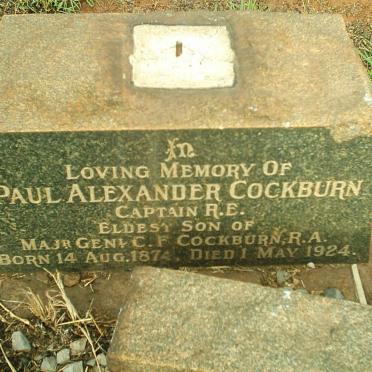 In
Loving Memory Of
Paul Alexander Cockburn
Captain R.E.
Eldest Son of
Majr Genl C. F. Cockburn, R.A.
Born 14 Aug. 1874. Died 1 May 1924.